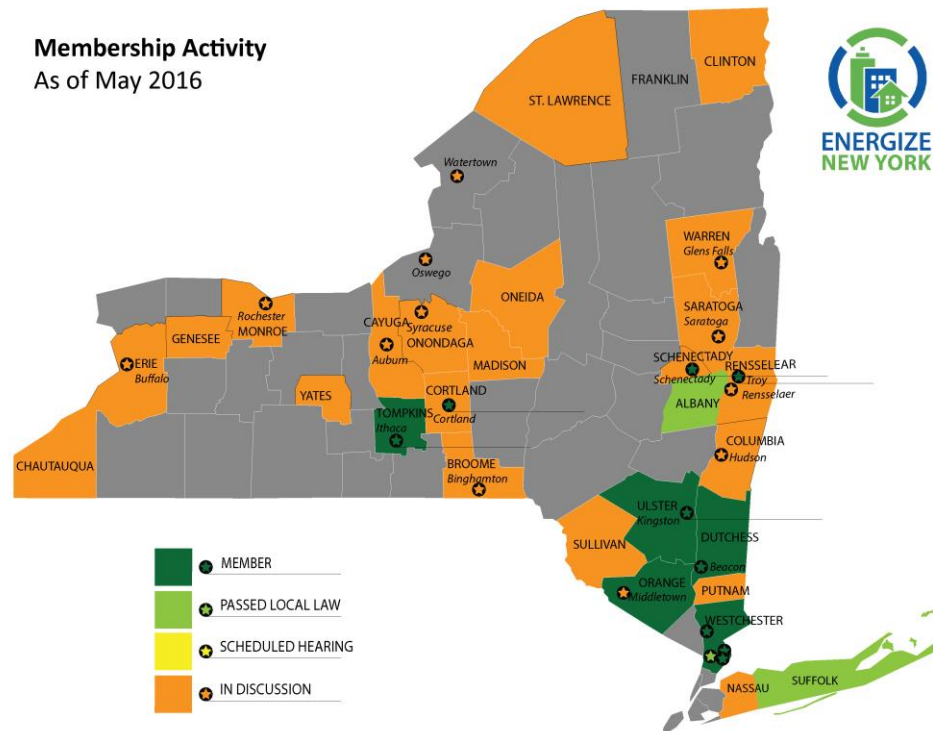 Membership Activity
As of May 2016
CLINTON
FRANKLIN
ST. LAWRENCE
ENERGIZE
NEW YORK
Watertown
WARREN
Glens Falls
Oswego
ONEIDA
SARATOGA
Saratoga
Rochester
MONROE
CAYUGA
Syracuse
ONONDAGA
GENESEE
Auburn
MADISON
SCHENECTADY
Schenectady
RENSSELEAR
Troy
Rensselaer
ERIE
Buffalo
YATES
CORTLAND
Cortland
ALBANY
TOMPKINS
Ithaca
COLUMBIA
Hudson
CHAUTAUQUA
BROOME
Binghamton
ULSTER
Kingston
DUTCHESS
SULLIVAN
Beacon
ORANGE
Middletown
PUTNAM
WESTCHESTER
MEMBER
PASSED LOCAL LAW
SCHEDULED HEARING
IN DISCUSSION
NASSAU
SUFFOLK